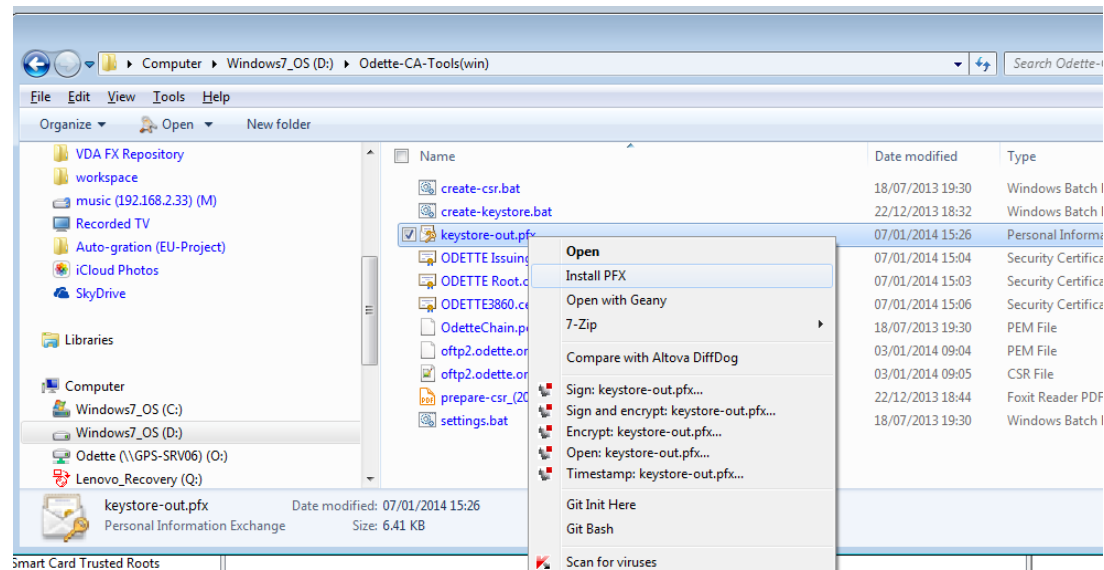 Computer Windows7_OS (D:) Odette-CA-Tools(win)
Search Odette-
File Edit View Tools Help
Organize Open New folder
VDA FX Repository
workspace
music (192.168.2.33) (M)
Recorded TV
Auto-gration (EU-Project)
iCloud Photos
SkyDrive
Libraries
Computer
Windows7_OS (C:)
Windows7_OS (D:)
Odette (\\GPS-SRV06) (O:)
Lenovo_Recovery (Q:)
Name Date modified Type
create-csr.bat 18/07/2013 19:30 Windows Batch
create-keystore.bat 22/12/2013 18:32 Windows Batch
keystore-out.pfx 07/01/2014 15:26 Personal Informa
ODETTE Issuing 07/01/2014 15:04 Security Certifica
ODETTE Root.c 07/01/2014 15:03 Security Certifica
ODETTE3860.ce 07/01/2014 15:06 Security Certifica
OdetteChain.pe 18/07/2013 19:30 PEM File
oftp2.odette.or 03/01/2014 09:04 PEM File
oftp2.odette.or 03/01/2014 09:05 CSR File
prepare-csr_(20 22/12/2013 18:44 Foxit Reader PDF
settings.bat 18/07/2013 19:30 Windows Batch
Open
Install PFX
Open with Geany
7-Zip
Compare with Altova DiffDog
Sign: keystore-out.pfx...
Sign and encrypt: keystore-out.pfx...
Encrypt: keystore-out.pfx...
Open: keystore-out.pfx...
Timestamp: keystore-out.pfx...
Git Init Here
Git Bash
Scan for viruses
keystore-out.pfx Date modified: 07/01/2014 15:26
Personal Information Exchange Size: 6.41 KB
Smart Card Trusted Roots